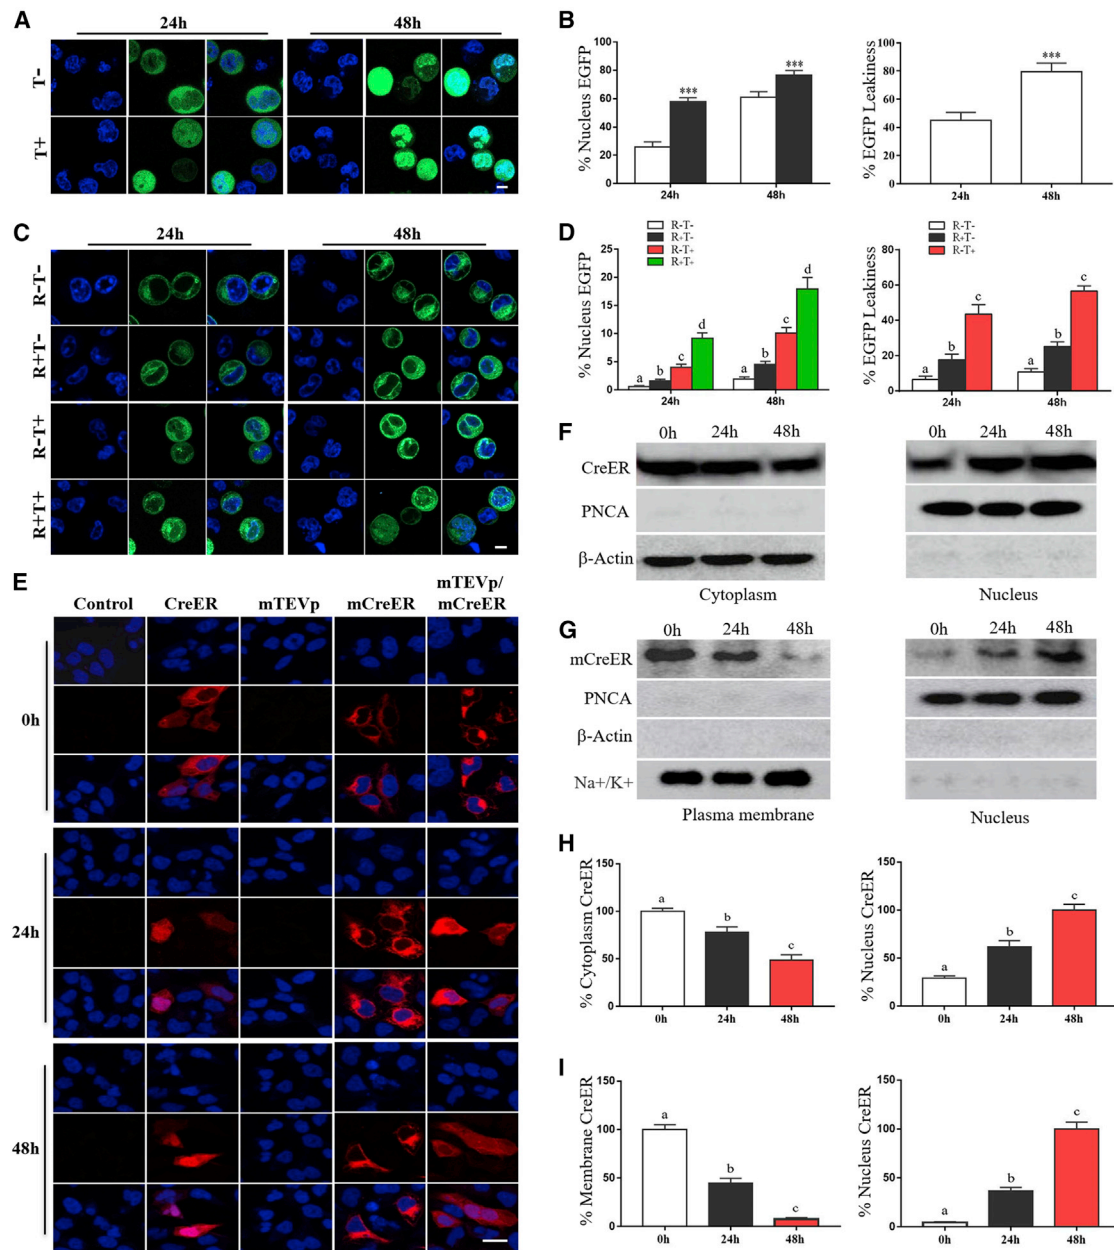 A
24h
48h
T-
T+
B
% Nucleus EGFP
100
80
60
40
20
0
***
***
24h
48h
% EGFP Leakiness
100
80
60
40
20
0
***
24h
48h
C
24h
48h
R-T-
R+T-
R-T+
R+T+
D
R-T-
R+T-
R-T+
R+T+
% Nucleus EGFP
25
20
15
10
5
0
a b c d
a b c d
24h
48h
R-T-
R+T-
R-T+
% EGFP Leakiness
100
80
60
40
20
0
a b c
a b c
24h
48h
E
Control
CreER
mTEVp
mCreER
mTEVp/
mCreER
0h
24h
48h
F
0h 24h 48h
CreER
PNCA
β-Actin
Cytoplasm
0h 24h 48h
Nucleus
G
0h 24h 48h
mCreER
PNCA
β-Actin
Na+/K+
Plasma membrane
0h 24h 48h
Nucleus
H
% Cytoplasm CreER
150
100
50
0
a b c
0h 24h 48h
% Nucleus CreER
150
100
50
0
a b c
0h 24h 48h
I
% Membrane CreER
150
100
50
0
a b c
0h 24h 48h
% Nucleus CreER
150
100
50
0
a b c
0h 24h 48h